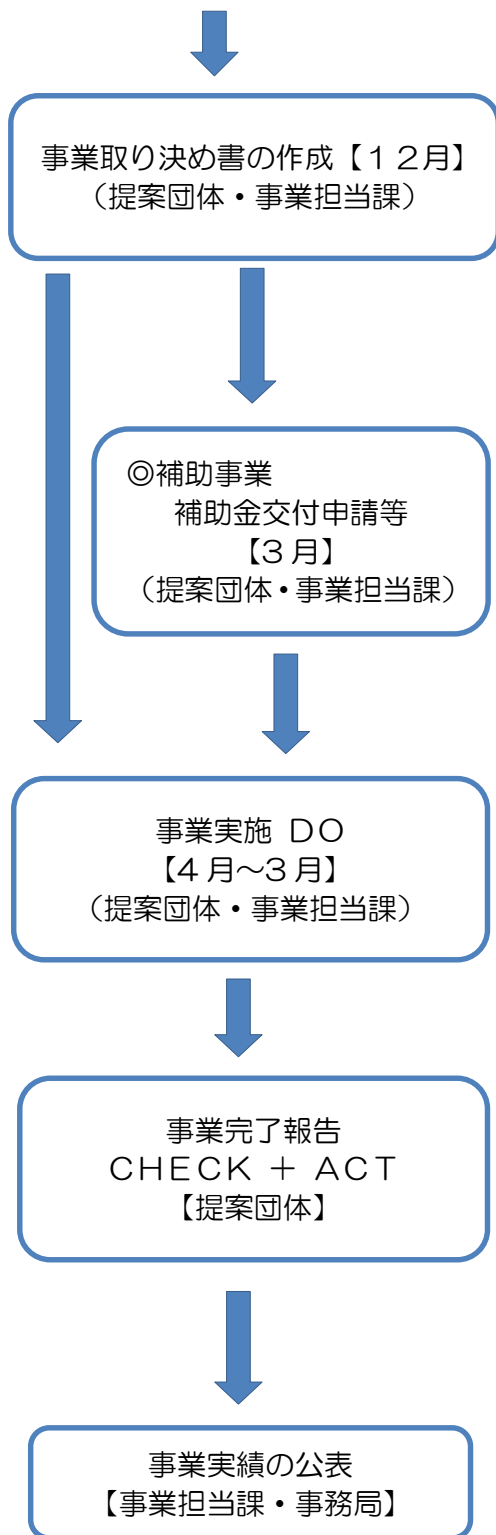 事業取り決め書の作成【１２月】
（提案団体・事業担当課）
◎補助事業
補助金交付申請等
【３月】
（提案団体・事業担当課）
事業実施 ＤＯ
【４月～３月】
（提案団体・事業担当課）
事業完了報告
ＣＨＥＣＫ ＋ ＡＣＴ
【提案団体】
事業実績の公表
【事業担当課・事務局】